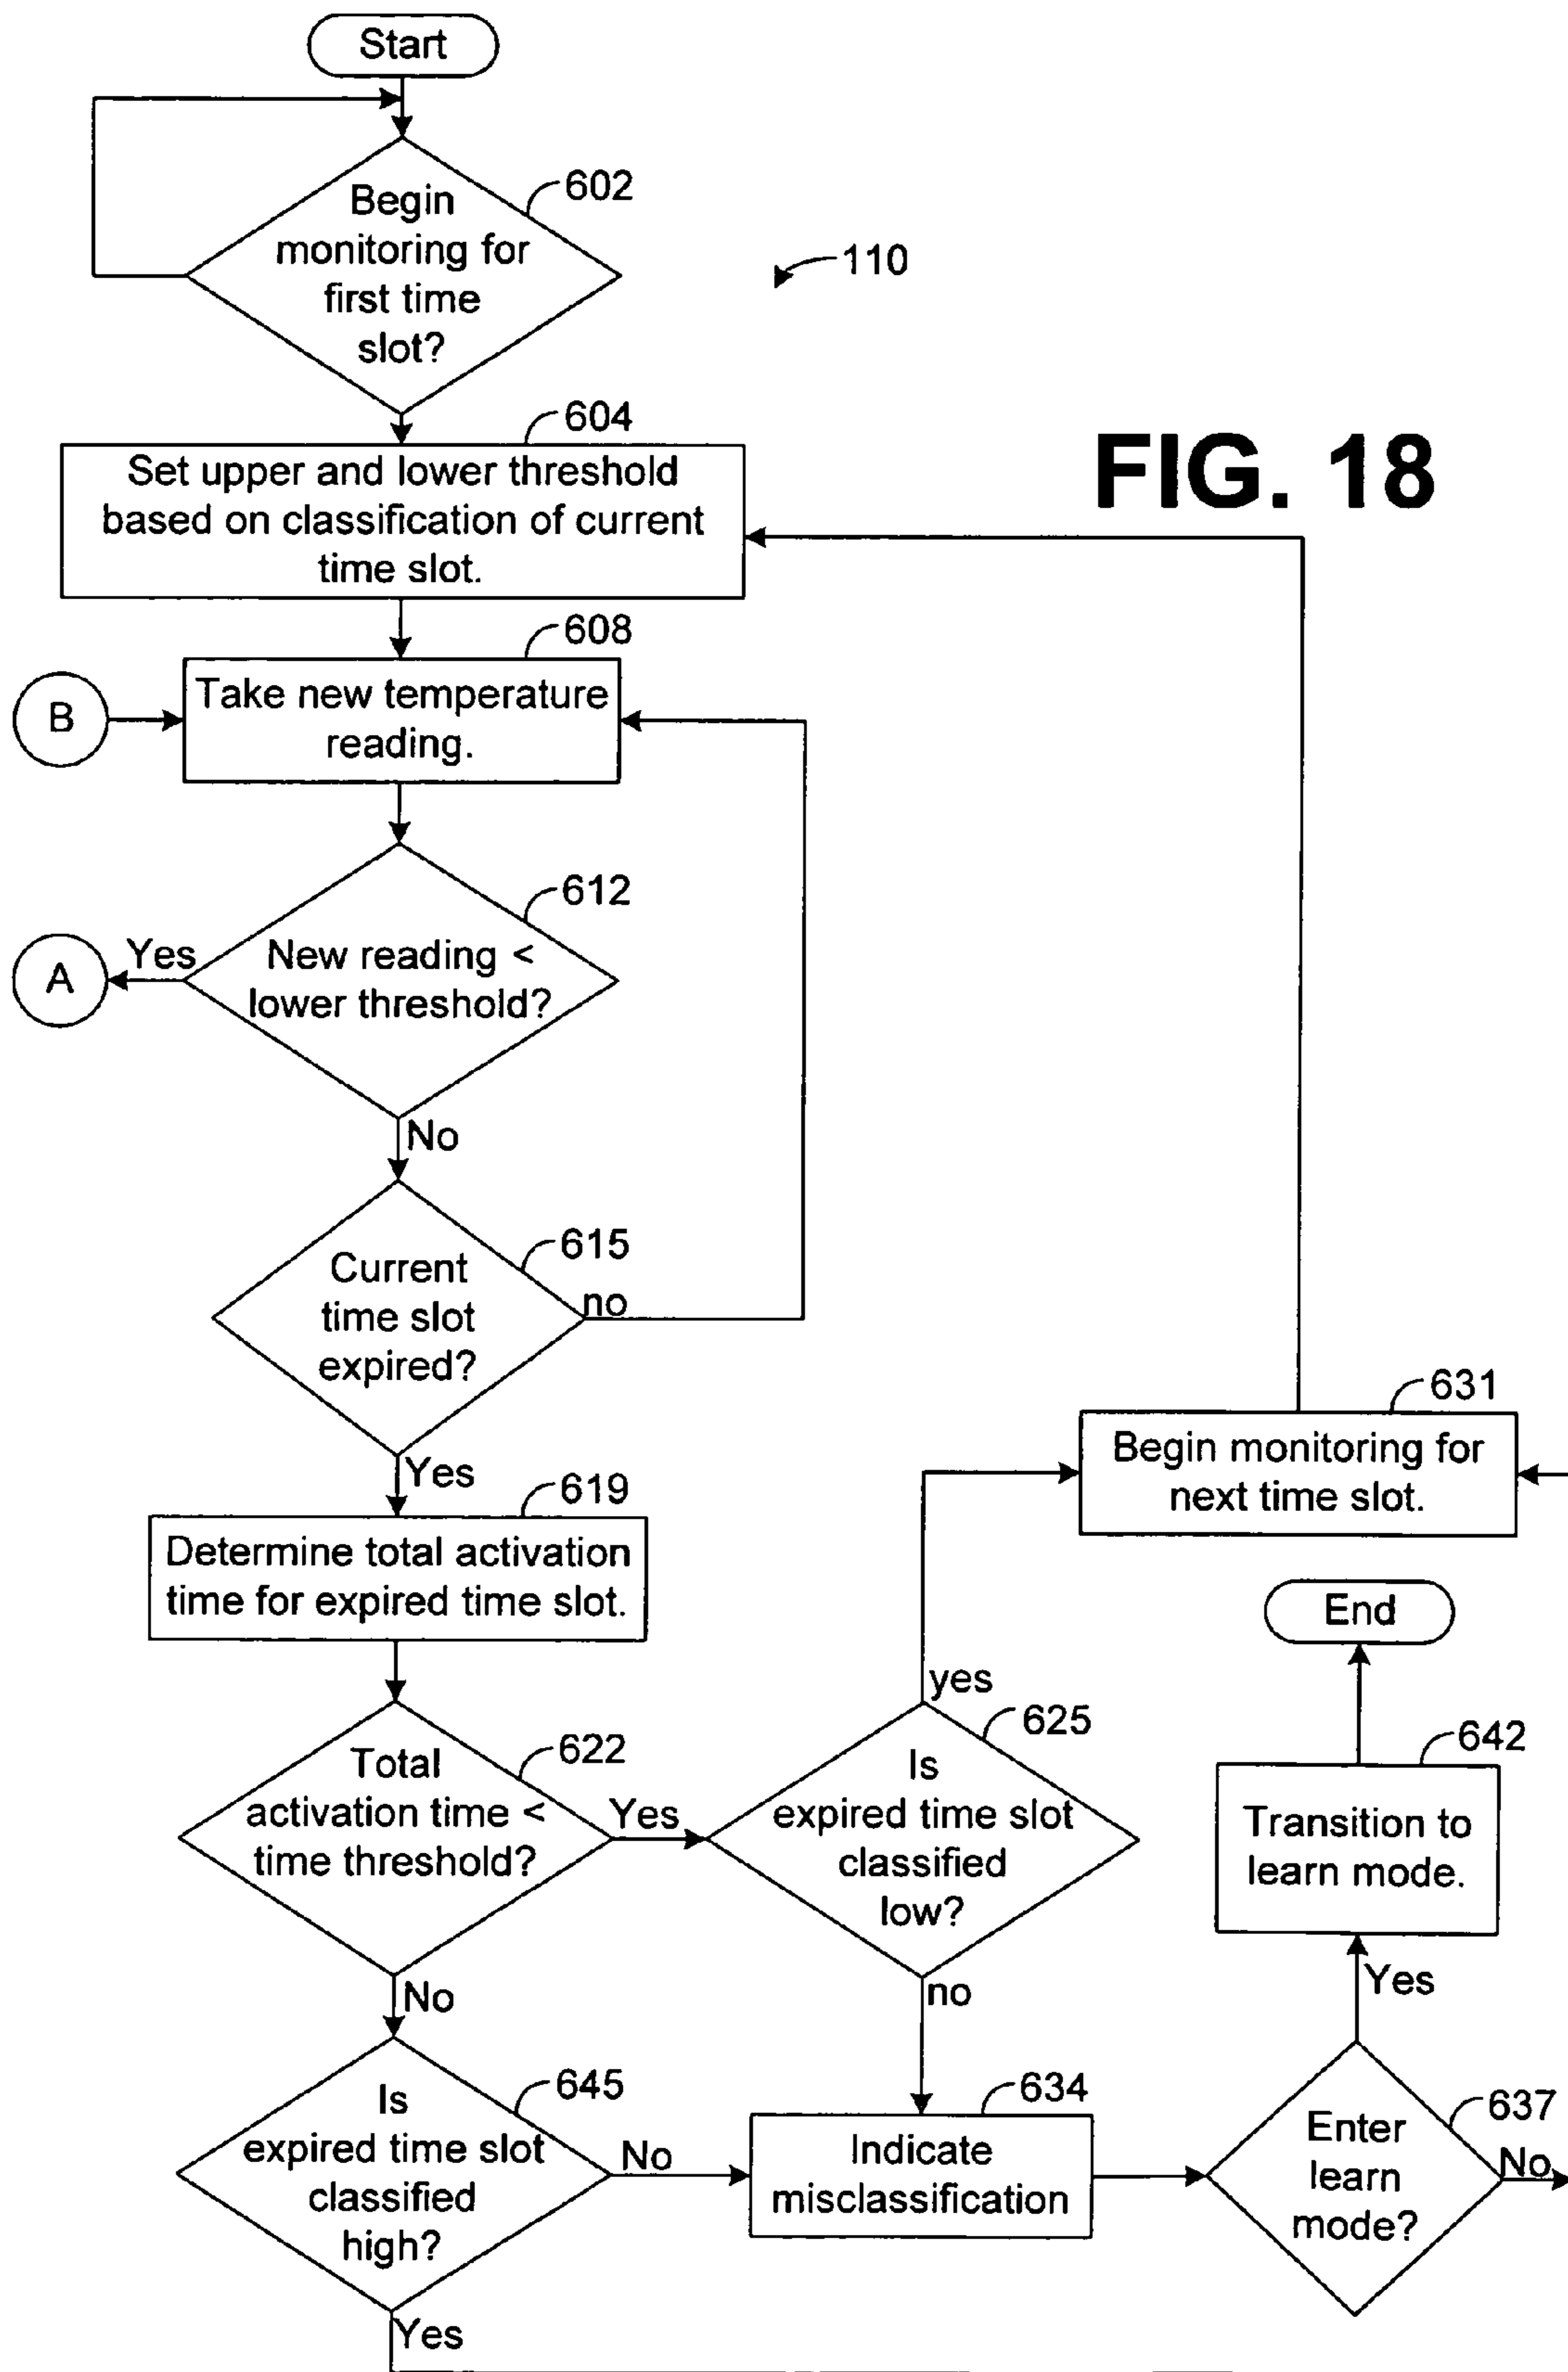 Start
Begin
monitoring for
first time
slot?
602
110
FIG. 18
604
Set upper and lower threshold
based on classification of current
time slot.
608
B
Take new temperature
reading.
612
A
Yes
New reading <
lower threshold?
No
615
Current
time slot
expired?
no
Yes
619
Determine total activation
time for expired time slot.
631
Begin monitoring for
next time slot.
End
622
Total
activation time <
time threshold?
Yes
yes
625
Is
expired time slot
classified
low?
642
Transition to
learn mode.
No
no
Yes
645
Is
expired time slot
classified
high?
No
634
Indicate
misclassification
637
Enter
learn
mode?
No
Yes